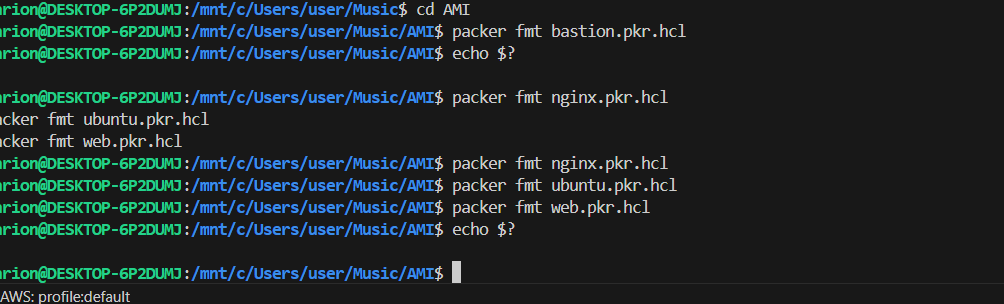 arion@DESKTOP-6P2DUMJ:/mnt/c/Users/user/Music$ cd AMI
arion@DESKTOP-6P2DUMJ:/mnt/c/Users/user/Music/AMI$ packer fmt bastion.pkr.hcl
arion@DESKTOP-6P2DUMJ:/mnt/c/Users/user/Music/AMI$ echo $?
arion@DESKTOP-6P2DUMJ:/mnt/c/Users/user/Music/AMI$ packer fmt nginx.pkr.hcl
acker fmt ubuntu.pkr.hcl
acker fmt web.pkr.hcl
arion@DESKTOP-6P2DUMJ:/mnt/c/Users/user/Music/AMI$ packer fmt nginx.pkr.hcl
arion@DESKTOP-6P2DUMJ:/mnt/c/Users/user/Music/AMI$ packer fmt ubuntu.pkr.hcl
arion@DESKTOP-6P2DUMJ:/mnt/c/Users/user/Music/AMI$ packer fmt web.pkr.hcl
arion@DESKTOP-6P2DUMJ:/mnt/c/Users/user/Music/AMI$ echo $?
arion@DESKTOP-6P2DUMJ:/mnt/c/Users/user/Music/AMI$
AWS: profile:default